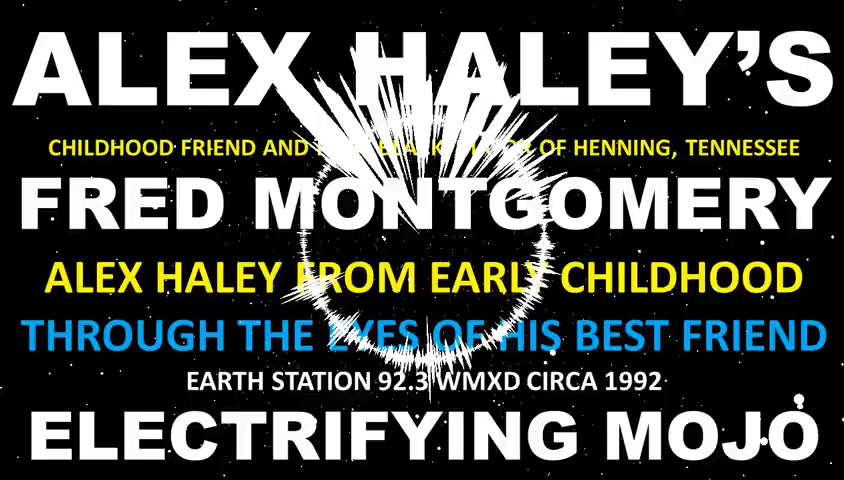 ALEX HALEY'S
CHILDHOOD FRIEND AND BLACK OF HENNING, TENNESSEE
FRED MONTGOMERY
ALEX HALEY FROM EARLY CHILDHOOD
THROUGH THE EYES OF HIS BEST FRIEND
EARTH STATION 92.3 WMXD CIRCA 1992
ELECTRIFYING MOJO